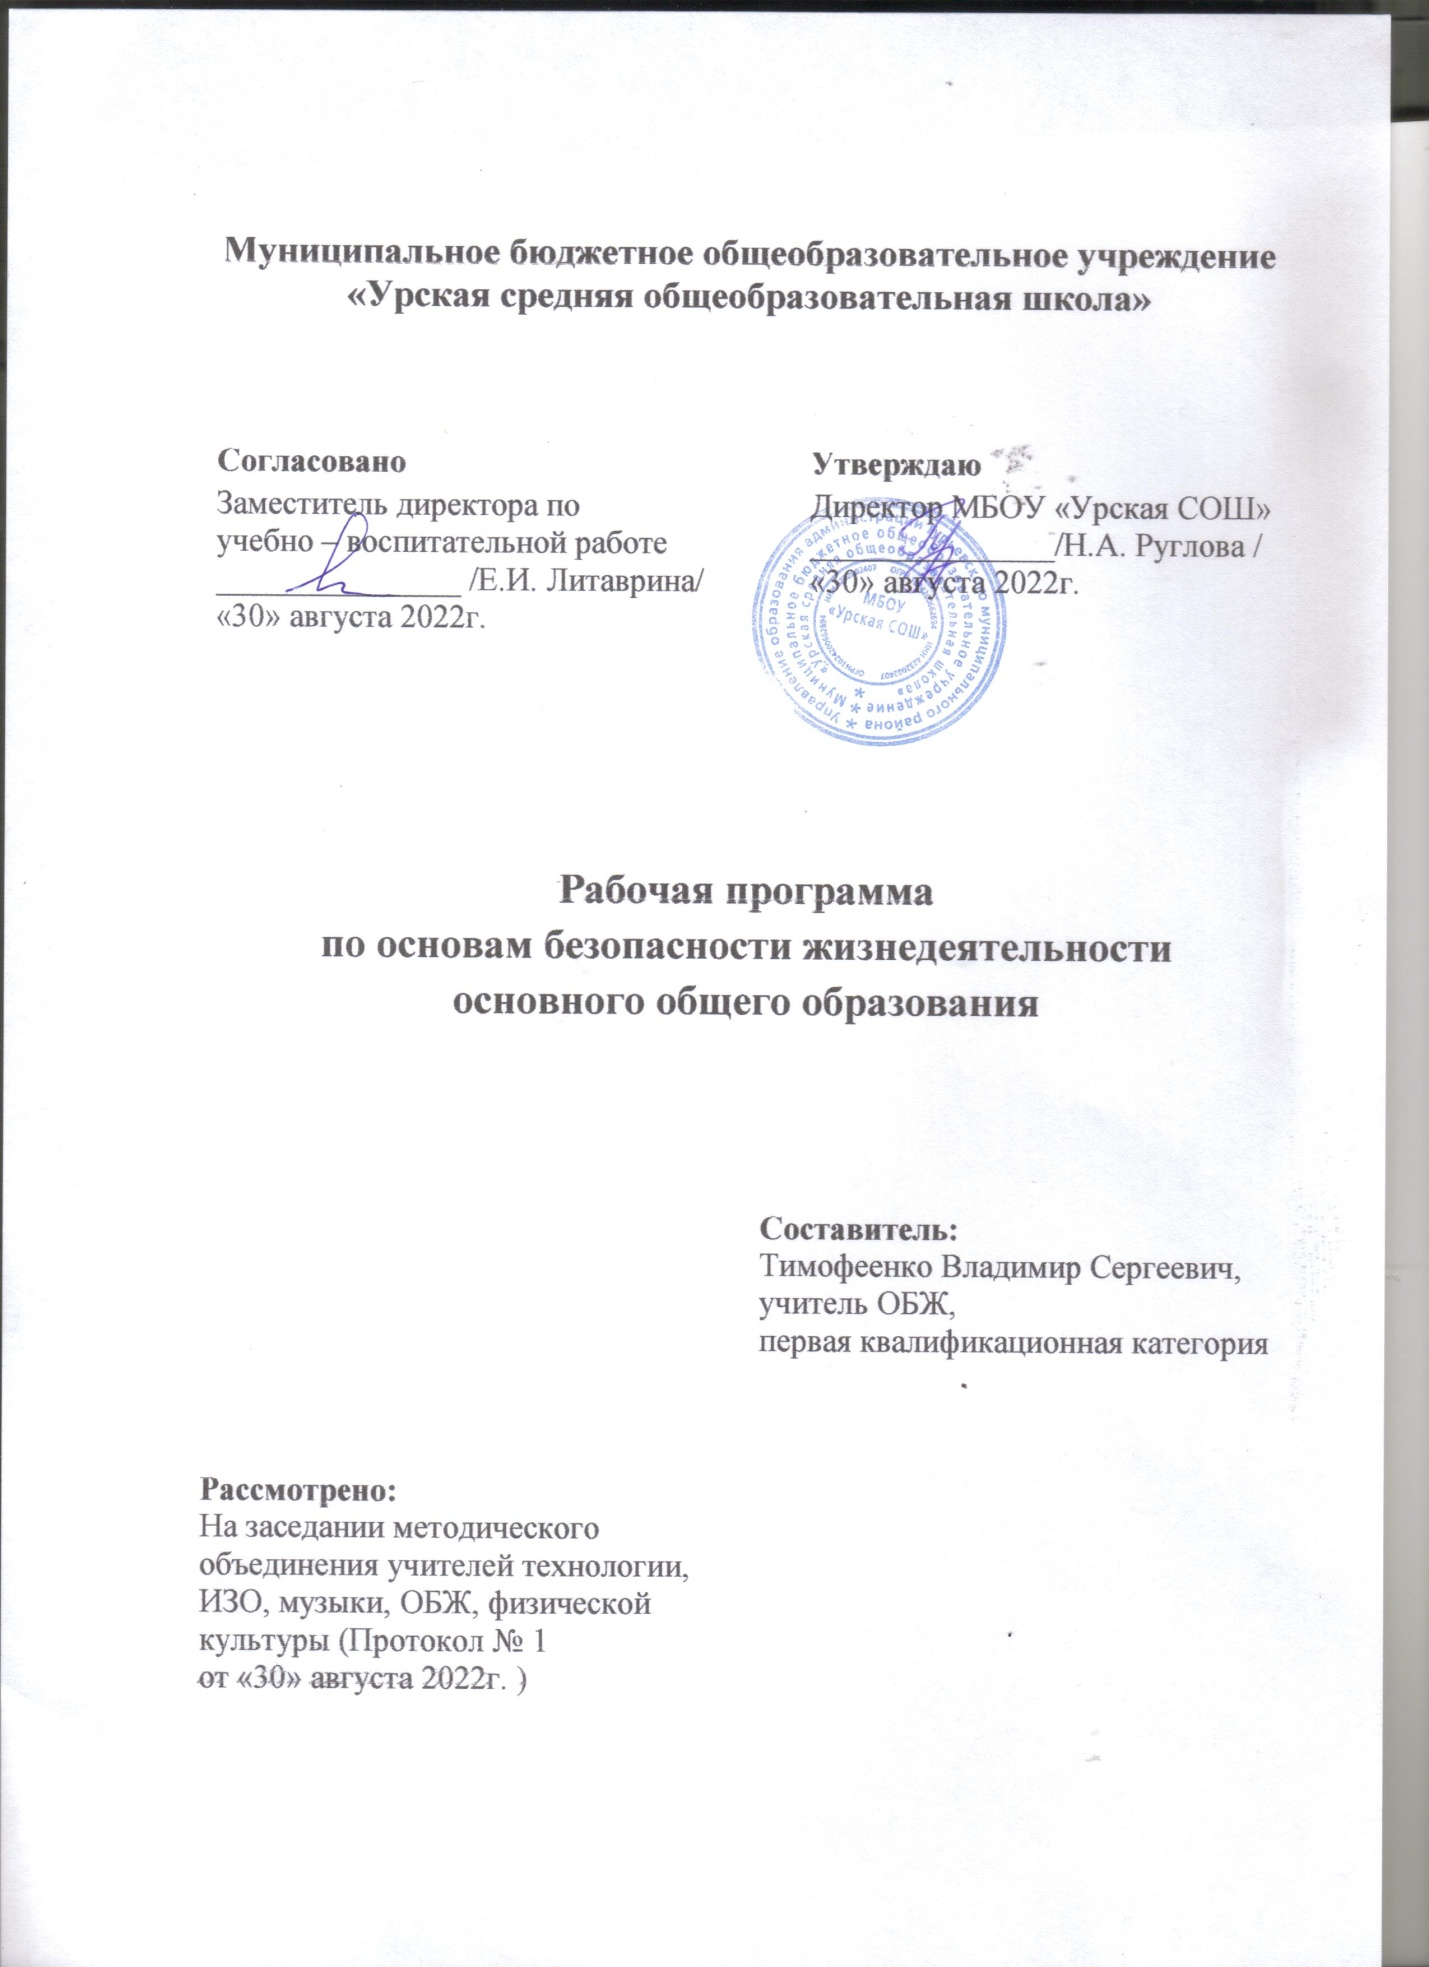 Муниципальное бюджетное общеобразовательное учреждение
«Урская средняя общеобразовательная школа»
Согласовано
Заместитель директора по
учебно – воспитательной работе
________________ /Е.И. Литаврина/
«30» августа 2022г.
Утверждаю
Директор МБОУ «Урская СОШ»
________________/Н.А. Руглова /
«30» августа 2022г.
МБОУ
«Урская СОШ»
Рабочая программа
по основам безопасности жизнедеятельности
основного общего образования
Составитель:
Тимофеенко Владимир Сергеевич,
учитель ОБЖ,
первая квалификационная категория
Рассмотрено:
На заседании методического
объединения учителей технологии,
ИЗО, музыки, ОБЖ, физической
культуры (Протокол № 1
от «30» августа 2022г. )